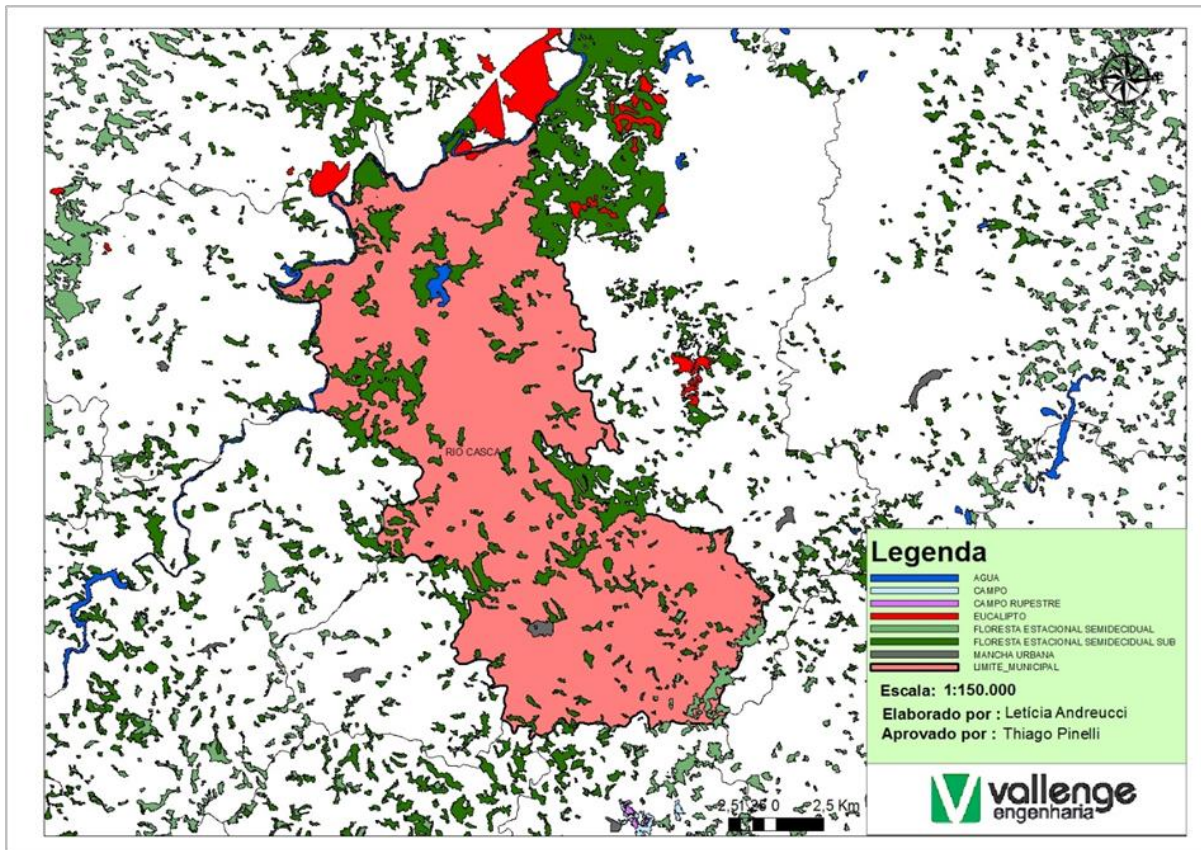 RIO CASCA
Legenda
AGUA
CAMPO
CAMPO RUPESTRE
EUCALIPTO
FLORESTA ESTACIONAL SEMIDECIDUAL
FLORESTA ESTACIONAL SEMIDECIDUAL SUB
MANCHA URBANA
LIMITE_MUNICIPAL
Escala: 1:150.000
Elaborado por : Letícia Andreucci
Aprovado por : Thiago Pinelli
2,51,25 0 2,5 Km
vallenge
engenharia